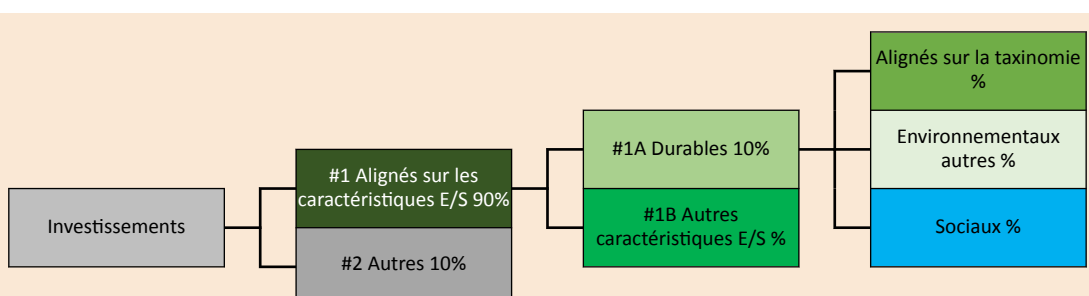 Investissements
#1 Alignés sur les
caractéristiques E/S 90%
#2 Autres 10%
#1A Durables 10%
#1B Autres
caractéristiques E/S %
Alignés sur la taxinomie
%
Environnementaux
autres %
Sociaux %